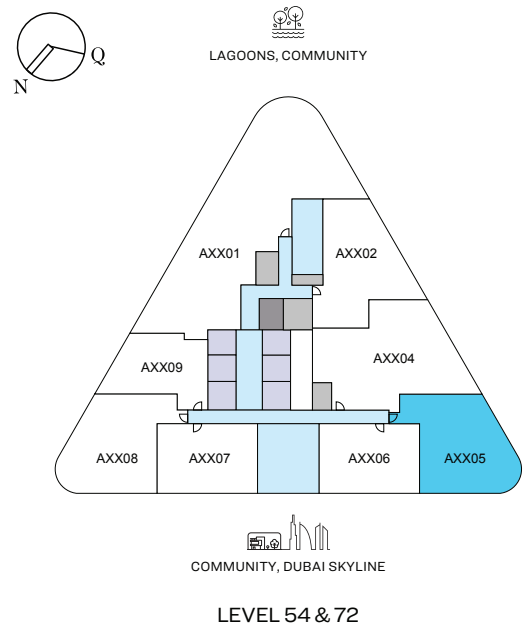 Q
N
LAGOONS, COMMUNITY
AXX01
AXX02
AXX09
AXX04
AXX08
AXX07
AXX06
AXX05
COMMUNITY, DUBAI SKYLINE
LEVEL 54 & 72